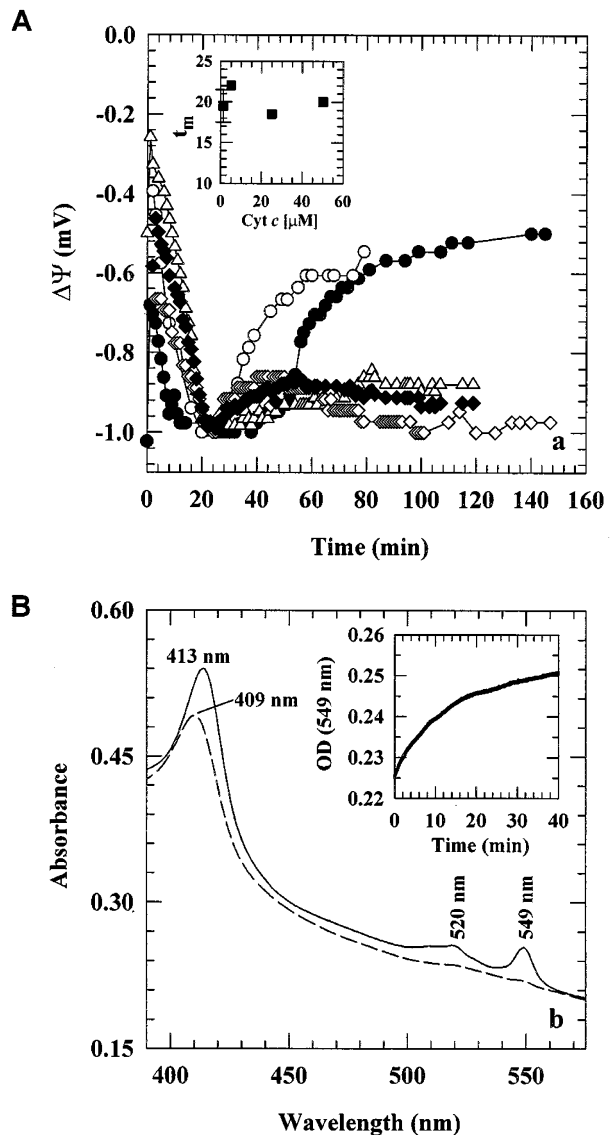 A
0.0
-0.2
-0.4
-0.6
-0.8
-1.0
ΔΨ (mV)
25
20
15
10
t_m
0 20 40 60
Cyt c [μM]
a
0 20 40 60 80 100 120 140 160
Time (min)
B
0.60
0.45
0.30
0.15
Absorbance
413 nm
409 nm
520 nm
549 nm
0.26
0.25
0.24
0.23
0.22
OD (549 nm)
0 10 20 30 40
Time (min)
b
400 450 500 550
Wavelength (nm)